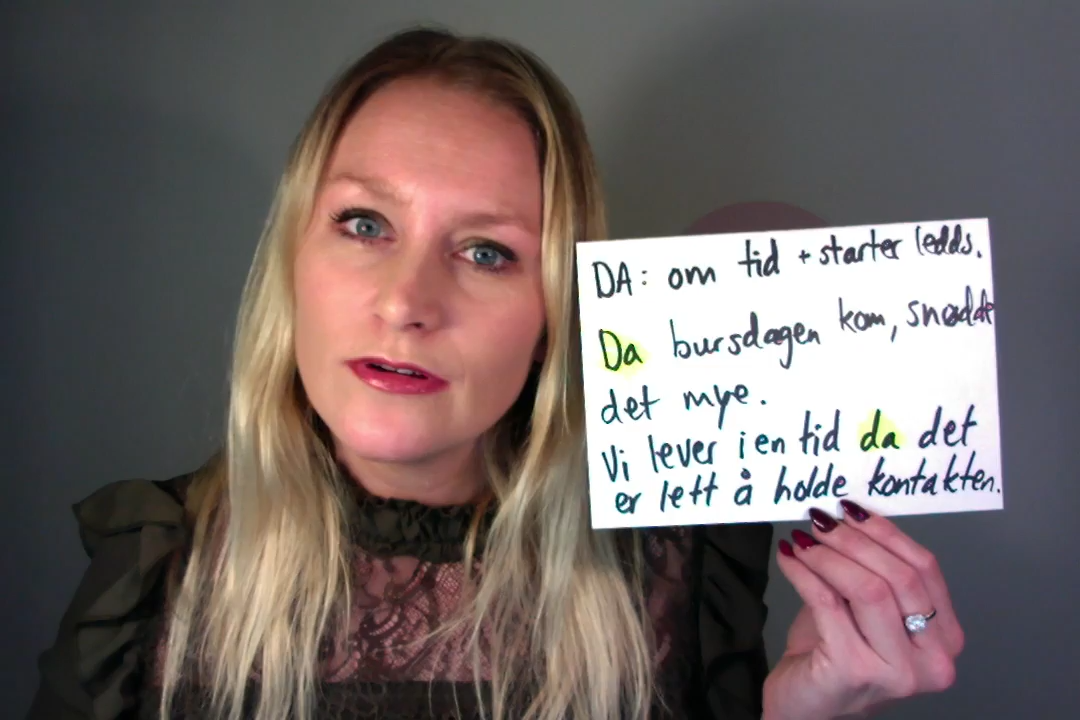 DA: om tid + starter ledds.
Da bursdagen kom, snødde
det mye.
Vi lever i en tid da det
er lett å holde kontakten.